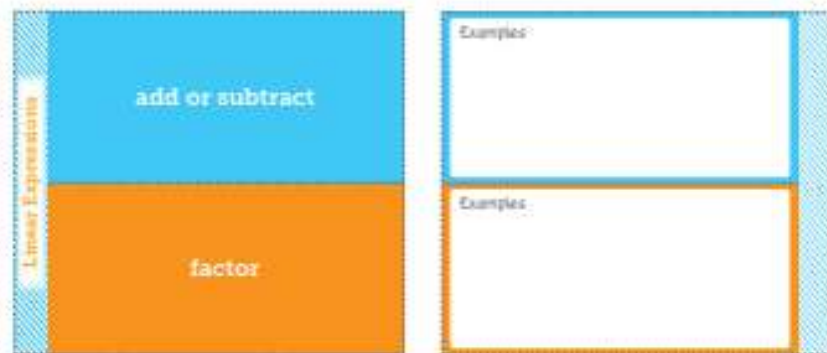 Linear Expressions
add or subtract
factor
Examples
Examples